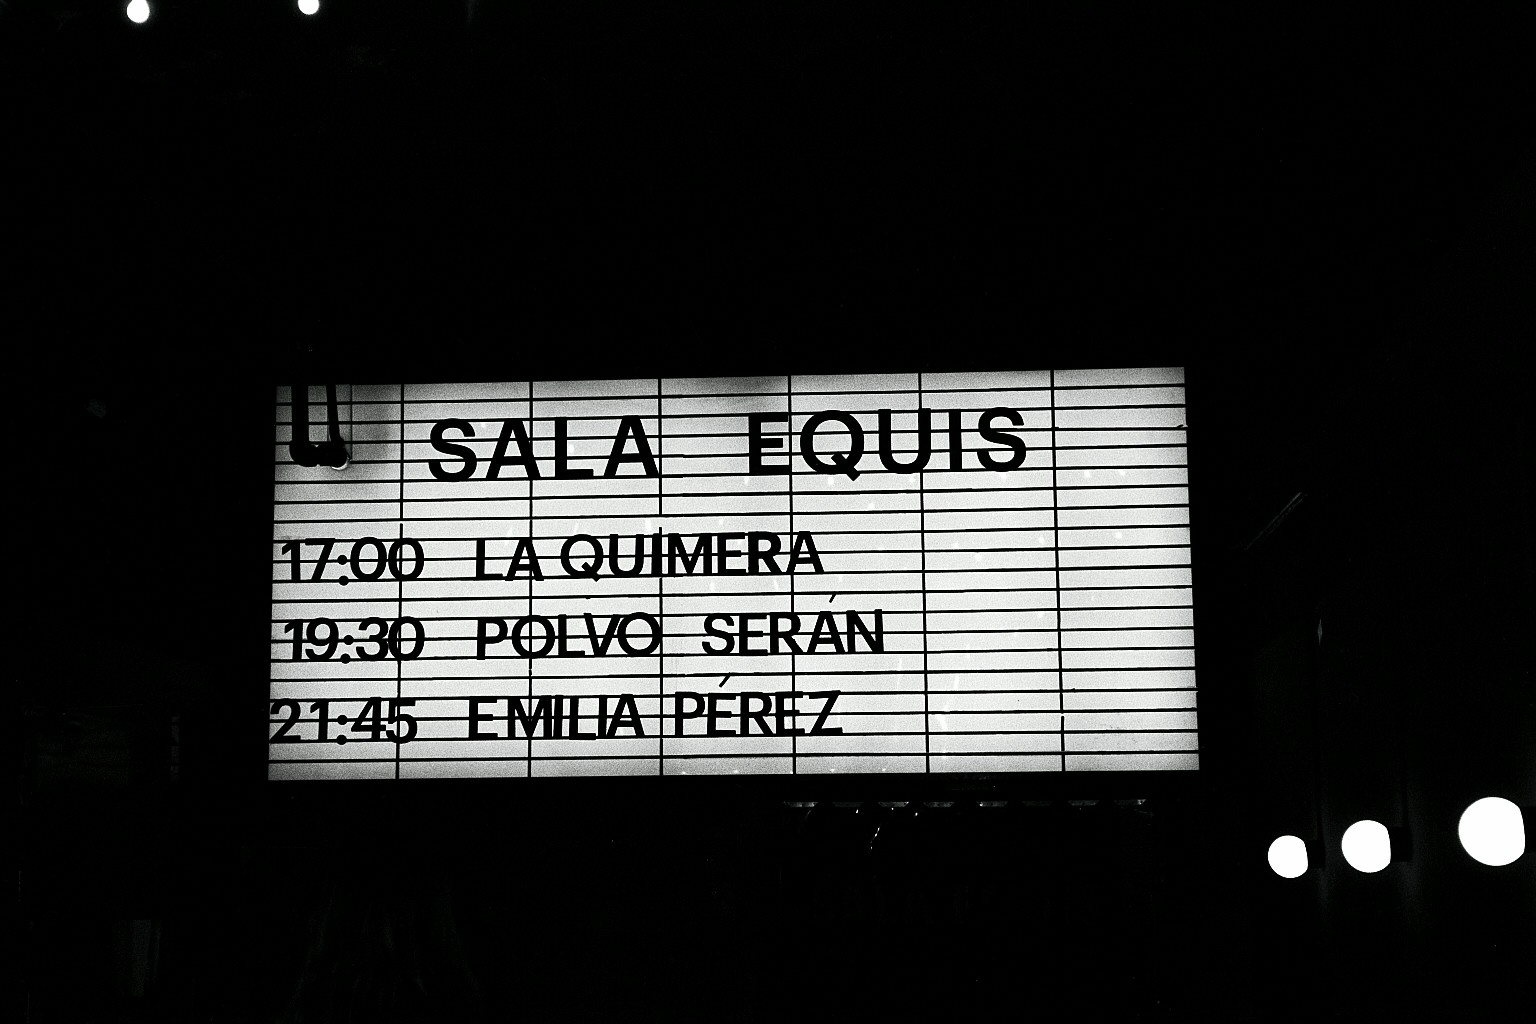 SALA EQUIS
17:00 LA QUIMERA
19:30 POLVO SERÁN
21:45 EMILIA PÉREZ